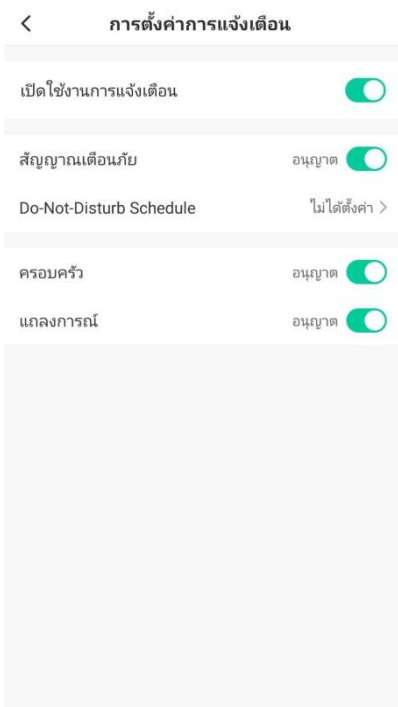 การตั้งค่าการแจ้งเตือน
เปิดใช้งานการแจ้งเตือน
สัญญาณเตือนภัย อนุญาต
Do-Not-Disturb Schedule ไม่ได้ตั้งค่า >
ครอบครัว อนุญาต
แถลงการณ์ อนุญาต